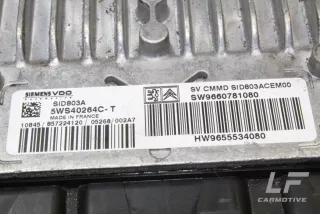 SIEMENS VDO
SID803A
5WS40264C-T
MADE IN FRANCE
10845/ 857224120 /05268/002A7
SV CMMD SID803ACEM00
SW9660781080
HW9655534080
LF
CARMOTIVE